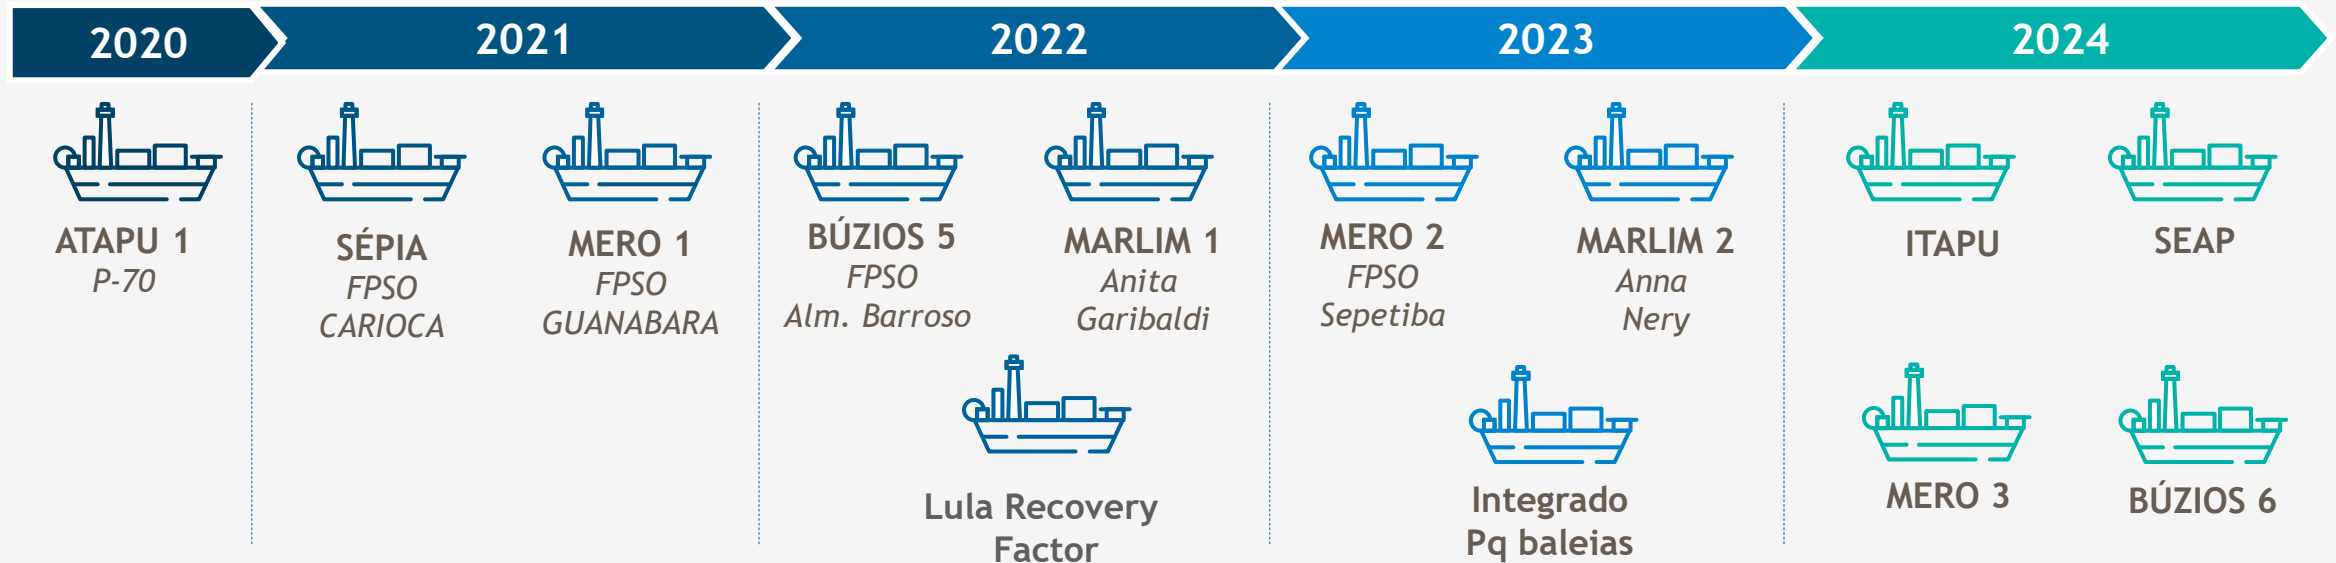 2020
2021
2022
2023
2024
ATAPU 1
P-70
SÉPIA
FPSO
CARIOCA
MERO 1
FPSO
GUANABARA
BÚZIOS 5
FPSO
Alm. Barroso
MARLIM 1
Anita
Garibaldi
Lula Recovery
Factor
MERO 2
FPSO
Sepetiba
MARLIM 2
Anna
Nery
Integrado
Pq baleias
ITAPU
SEAP
MERO 3
BÚZIOS 6